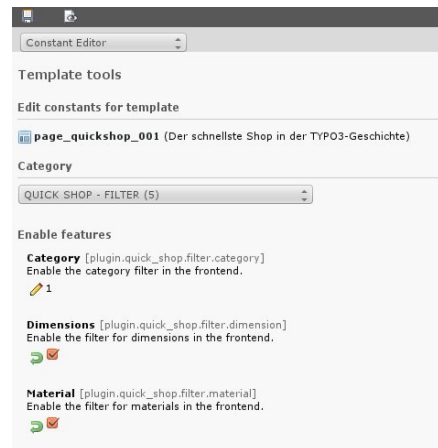 Constant Editor
Template tools
Edit constants for template
page_quickshop_001 (Der schnellste Shop in der TYPO3-Geschichte)
Category
QUICK SHOP - FILTER (5)
Enable features
Category [plugin.quick_shop.filter.category]
Enable the category filter in the frontend.
1
Dimensions [plugin.quick_shop.filter.dimension]
Enable the filter for dimensions in the frontend.
Material [plugin.quick_shop.filter.material]
Enable the filter for materials in the frontend.